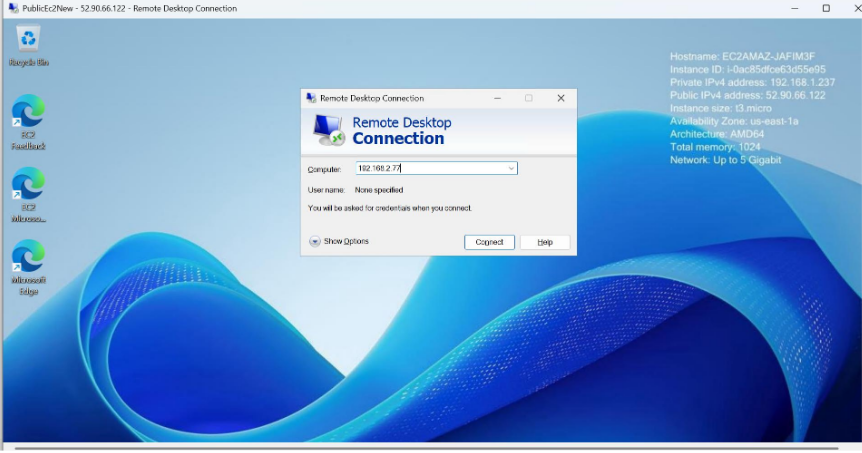 PublicEc2New - 52.90.66.122 - Remote Desktop Connection
Recycle Bin
EC2
Feedback
EC2
Microso...
Microsoft
Edge
Remote Desktop Connection
Remote Desktop
Connection
Computer:
192.168.2.77
User name:
None specified
You will be asked for credentials when you connect.
Show Options
Connect
Help
Hostname: EC2AMAZ-JAFIM3F
Instance ID: i-0ac85dfce63d55e95
Private IPv4 address: 192.168.1.237
Public IPv4 address: 52.90.66.122
Instance size: t3.micro
Availability Zone: us-east-1a
Architecture: AMD64
Total memory: 1024
Network: Up to 5 Gigabit